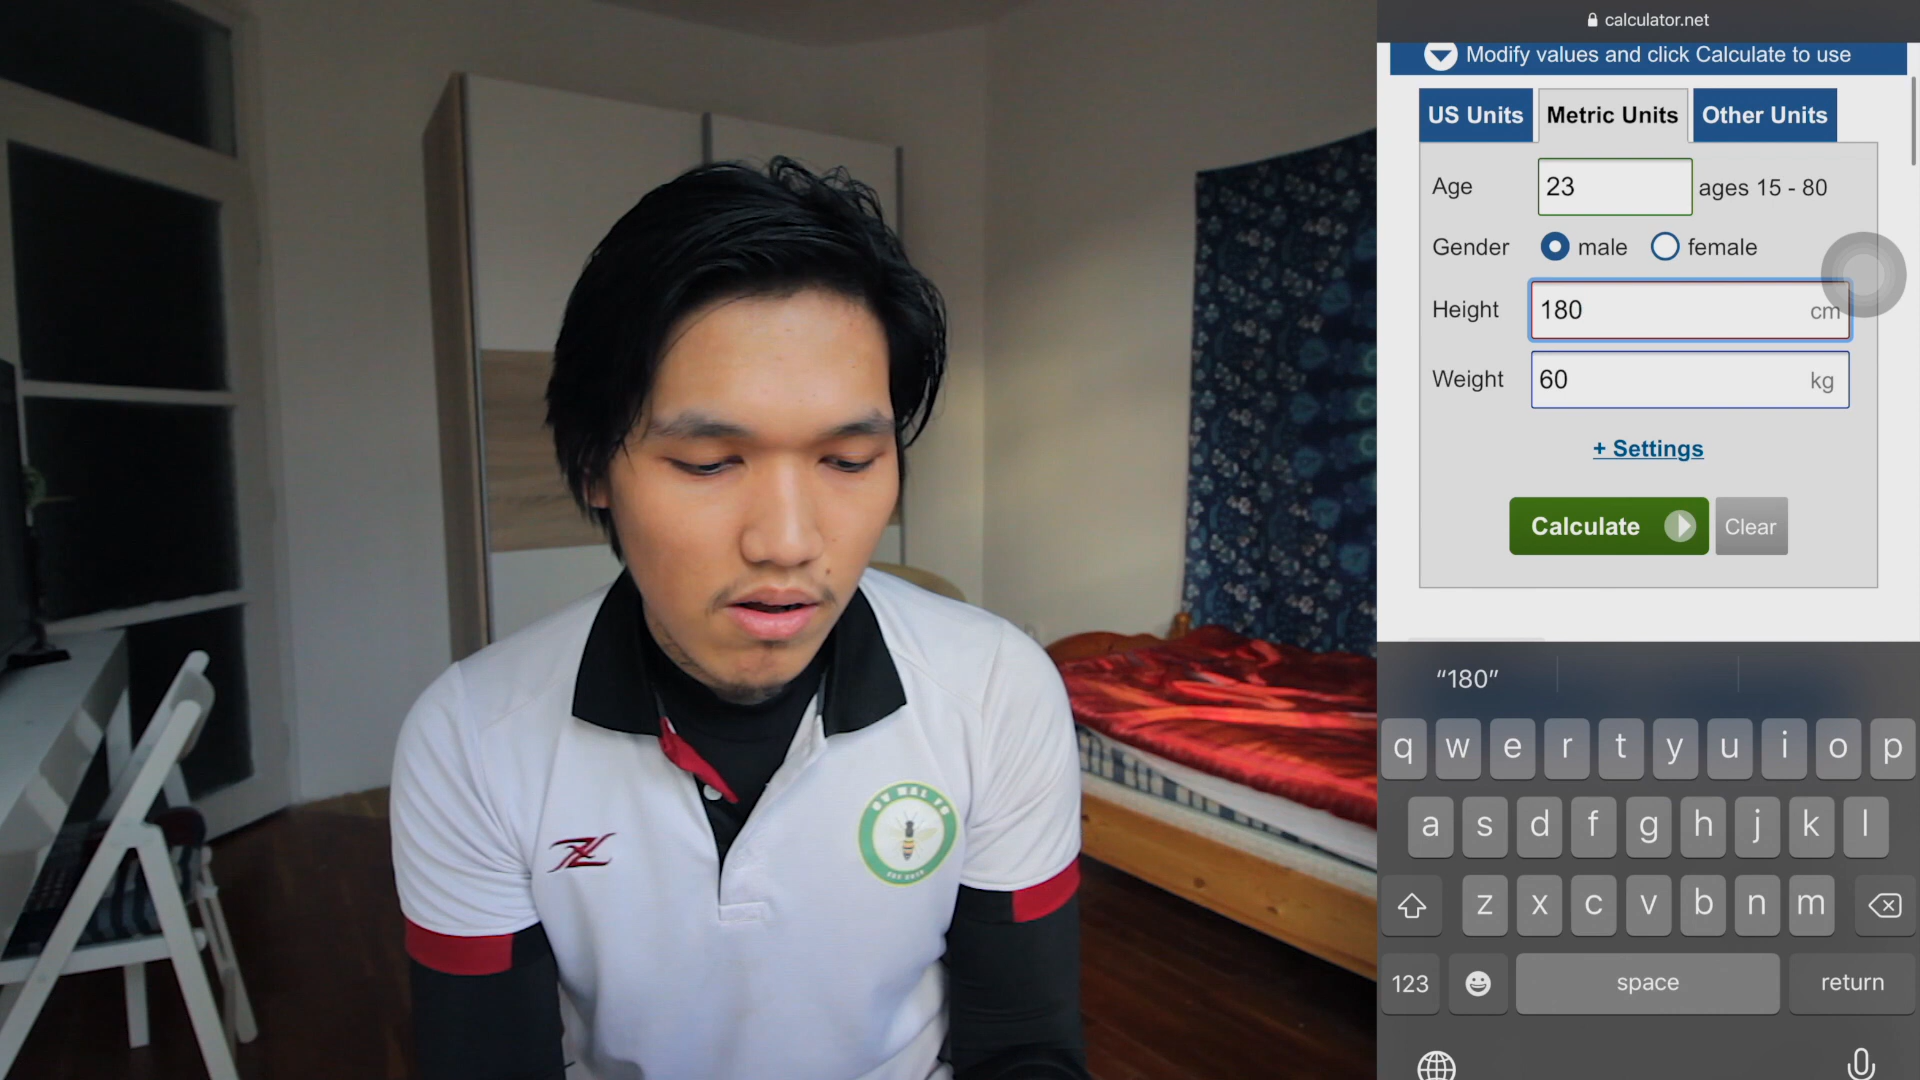 calculator.net
Modify values and click Calculate to use
US Units Metric Units Other Units
Age 23 ages 15 - 80
Gender male female
Height 180 cm
Weight 60 kg
+ Settings
Calculate Clear
“180”
q w e r t y u i o p
a s d f g h j k l
z x c v b n m
123 space return